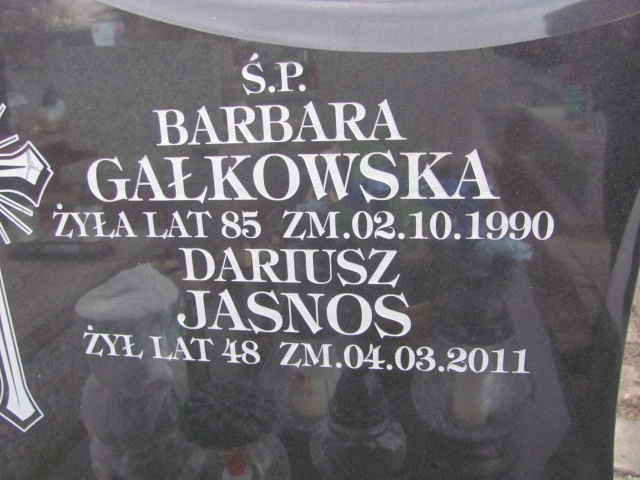 Ś.P.
BARBARA
GAŁKOWSKA
ŻYŁA LAT 85 ZM.02.10.1990
DARIUSZ
JASNOS
ŻYŁ LAT 48 ZM.04.03.2011